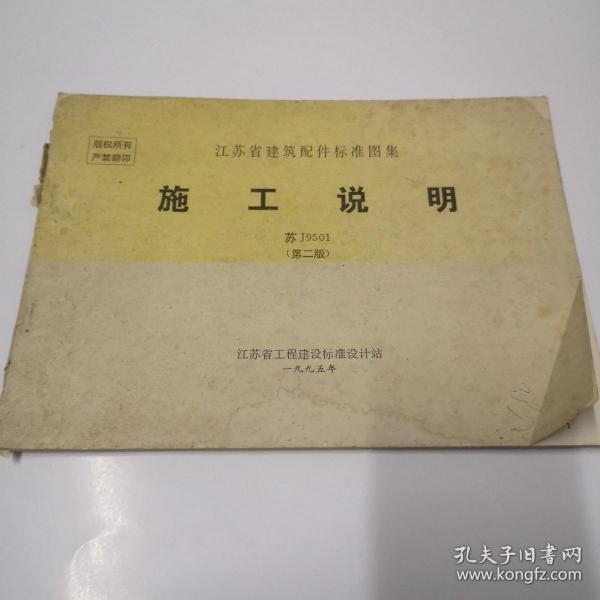 版权所有
严禁翻印
江苏省建筑配件标准图集
施工说明
苏J9501
(第二版)
江苏省工程建设标准设计站
一九九五年
孔夫子旧书网
www.kongfz.com